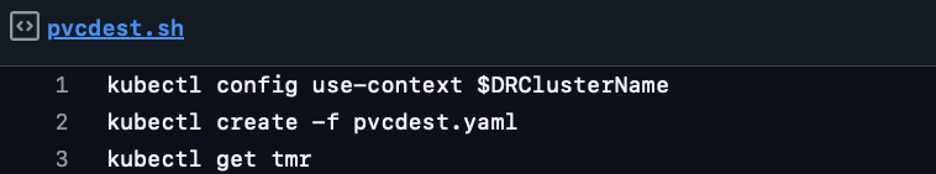 pvcdest.sh
1 kubectl config use-context $DRClusterName
2 kubectl create -f pvcdest.yaml
3 kubectl get tmr